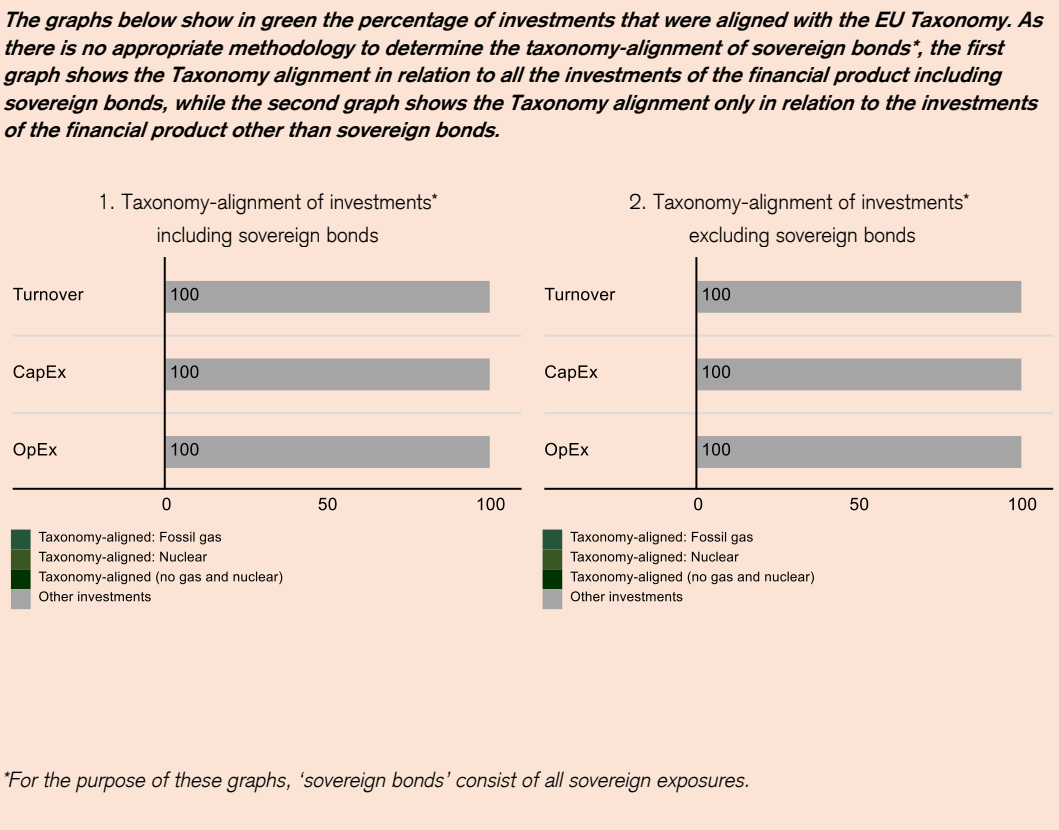 The graphs below show in green the percentage of investments that were aligned with the EU Taxonomy. As
there is no appropriate methodology to determine the taxonomy-alignment of sovereign bonds*, the first
graph shows the Taxonomy alignment in relation to all the investments of the financial product including
sovereign bonds, while the second graph shows the Taxonomy alignment only in relation to the investments
of the financial product other than sovereign bonds.
1. Taxonomy-alignment of investments*
including sovereign bonds
Turnover
100
CapEx
100
OpEx
100
0 50 100
Taxonomy-aligned: Fossil gas
Taxonomy-aligned: Nuclear
Taxonomy-aligned (no gas and nuclear)
Other investments
2. Taxonomy-alignment of investments*
excluding sovereign bonds
Turnover
100
CapEx
100
OpEx
100
0 50 100
Taxonomy-aligned: Fossil gas
Taxonomy-aligned: Nuclear
Taxonomy-aligned (no gas and nuclear)
Other investments
*For the purpose of these graphs, ‘sovereign bonds’ consist of all sovereign exposures.